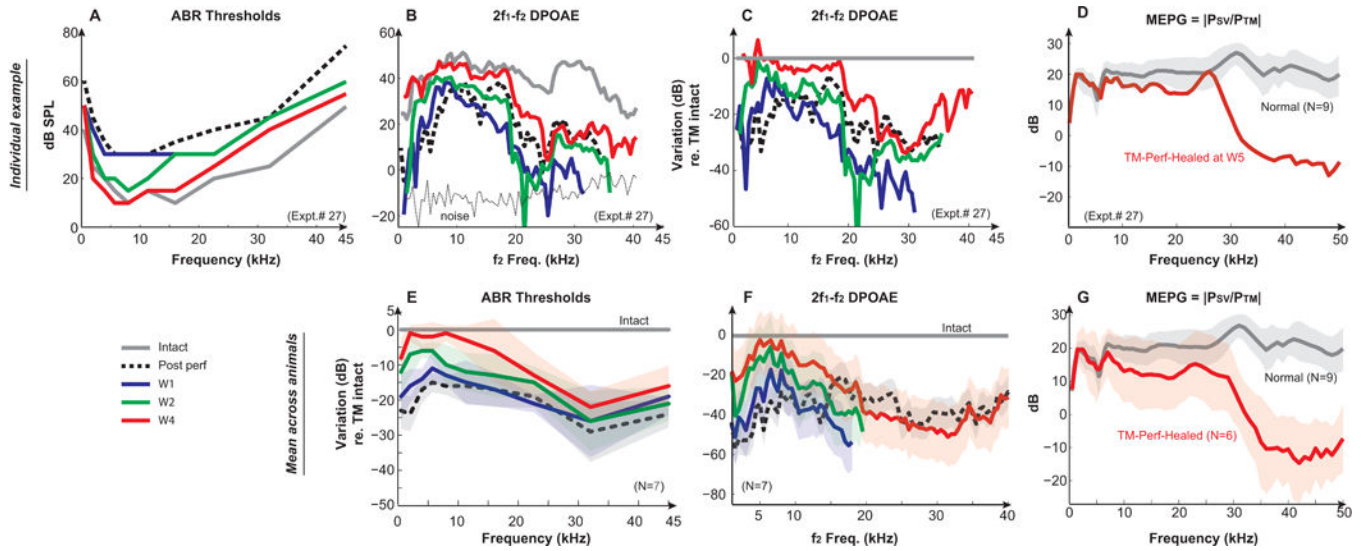 A
ABR Thresholds
B
2f1-f2 DPOAE
C
2f1-f2 DPOAE
D
MEPG = |PSV/PTM|
Individual example
dB SPL
80
60
40
20
0
0
10
20
30
45
Frequency (kHz)
(Expt.# 27)
60
40
20
0
−20
0
10
20
30
40
45
f2 Freq. (kHz)
noise
(Expt.# 27)
Variation (dB)
re. TM intact
0
−20
−40
−60
0
10
20
30
40
45
f2 Freq. (kHz)
(Expt.# 27)
dB
30
20
10
0
−10
−20
0
10
20
30
40
50
Frequency (kHz)
Normal (N=9)
TM-Perf-Healed at W5
(Expt.# 27)
Intact
Post perf
W1
W2
W4
Mean across animals
E
ABR Thresholds
Variation (dB)
re. TM intact
5
0
−10
−20
−30
−40
−50
0
10
20
30
45
Frequency (kHz)
Intact
(N=7)
F
2f1-f2 DPOAE
0
−20
−40
−60
−80
5
10
20
30
40
f2 Freq. (kHz)
Intact
(N=7)
G
MEPG = |PSV/PTM|
dB
30
20
10
0
−10
−20
0
10
20
30
40
50
Frequency (kHz)
Normal (N=9)
TM-Perf-Healed (N=6)